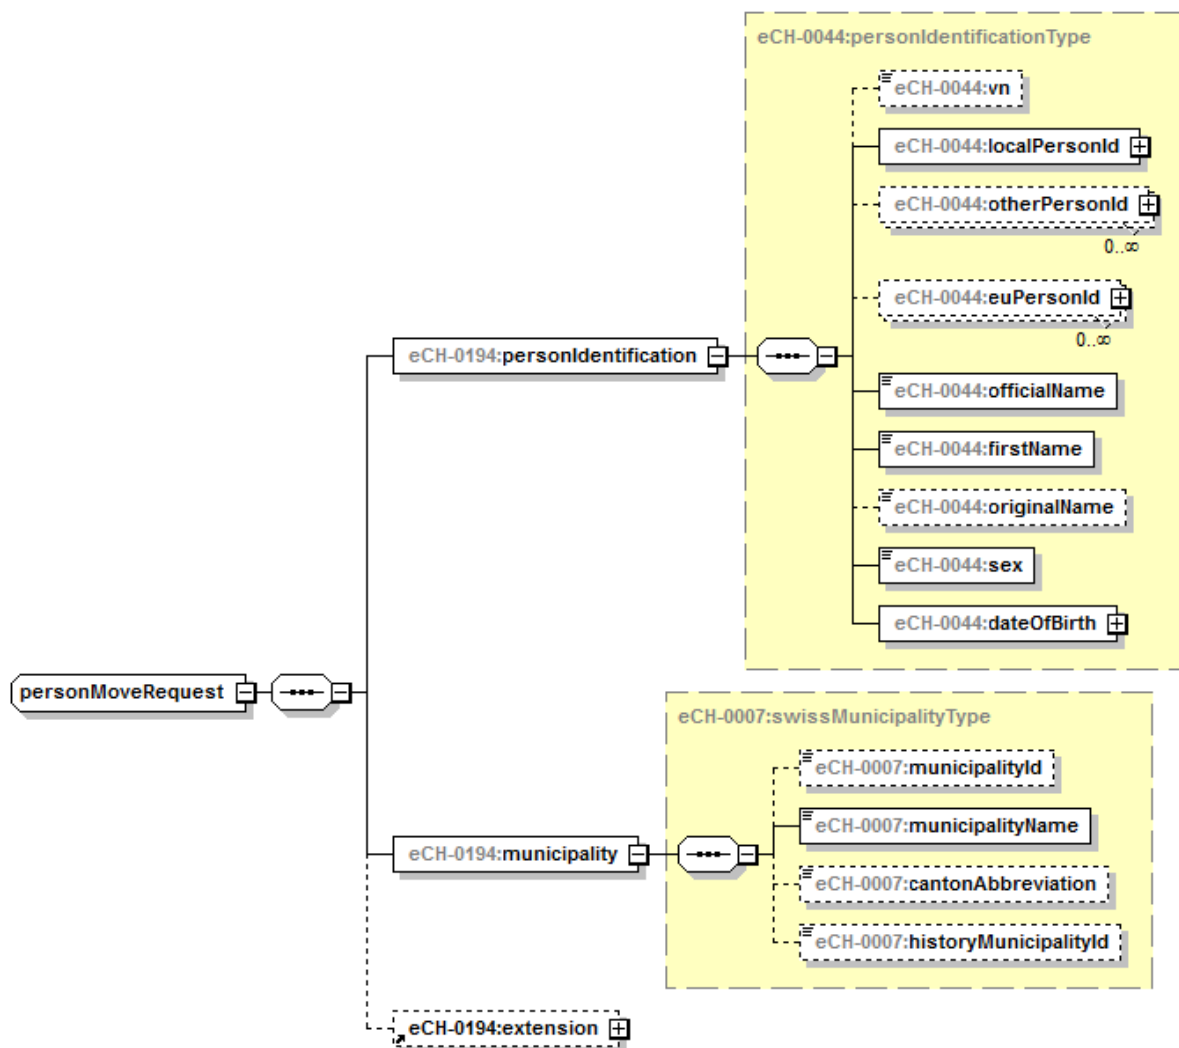 eCH-0044:personIdentificationType
eCH-0044:vn
eCH-0044:localPersonId
eCH-0044:otherPersonId
0..∞
eCH-0044:euPersonId
0..∞
eCH-0194:personIdentification
eCH-0044:officialName
eCH-0044:firstName
eCH-0044:originalName
eCH-0044:sex
eCH-0044:dateOfBirth
personMoveRequest
eCH-0007:swissMunicipalityType
eCH-0007:municipalityId
eCH-0007:municipalityName
eCH-0194:municipality
eCH-0007:cantonAbbreviation
eCH-0007:historyMunicipalityId
eCH-0194:extension